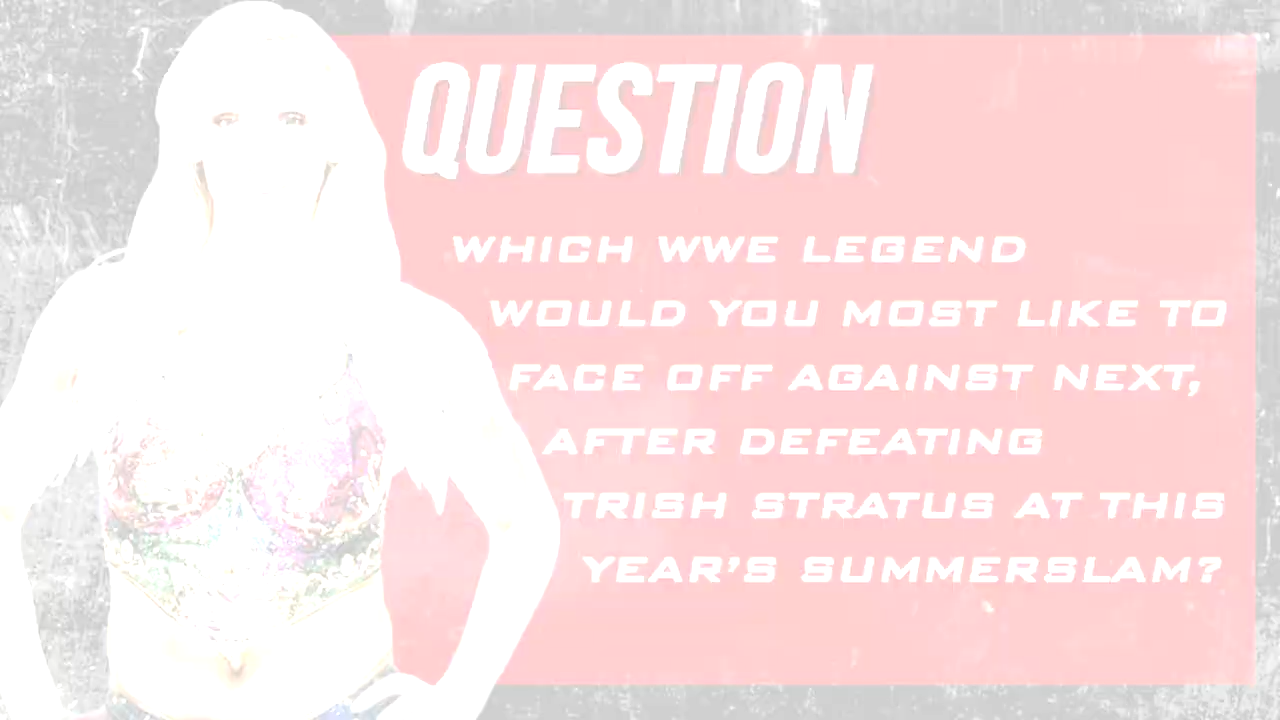 QUESTION
WHICH WWE LEGEND
WOULD YOU MOST LIKE TO
FACE OFF AGAINST NEXT,
AFTER DEFEATING
TRISH STRATUS AT THIS
YEAR'S SUMMERSLAM?